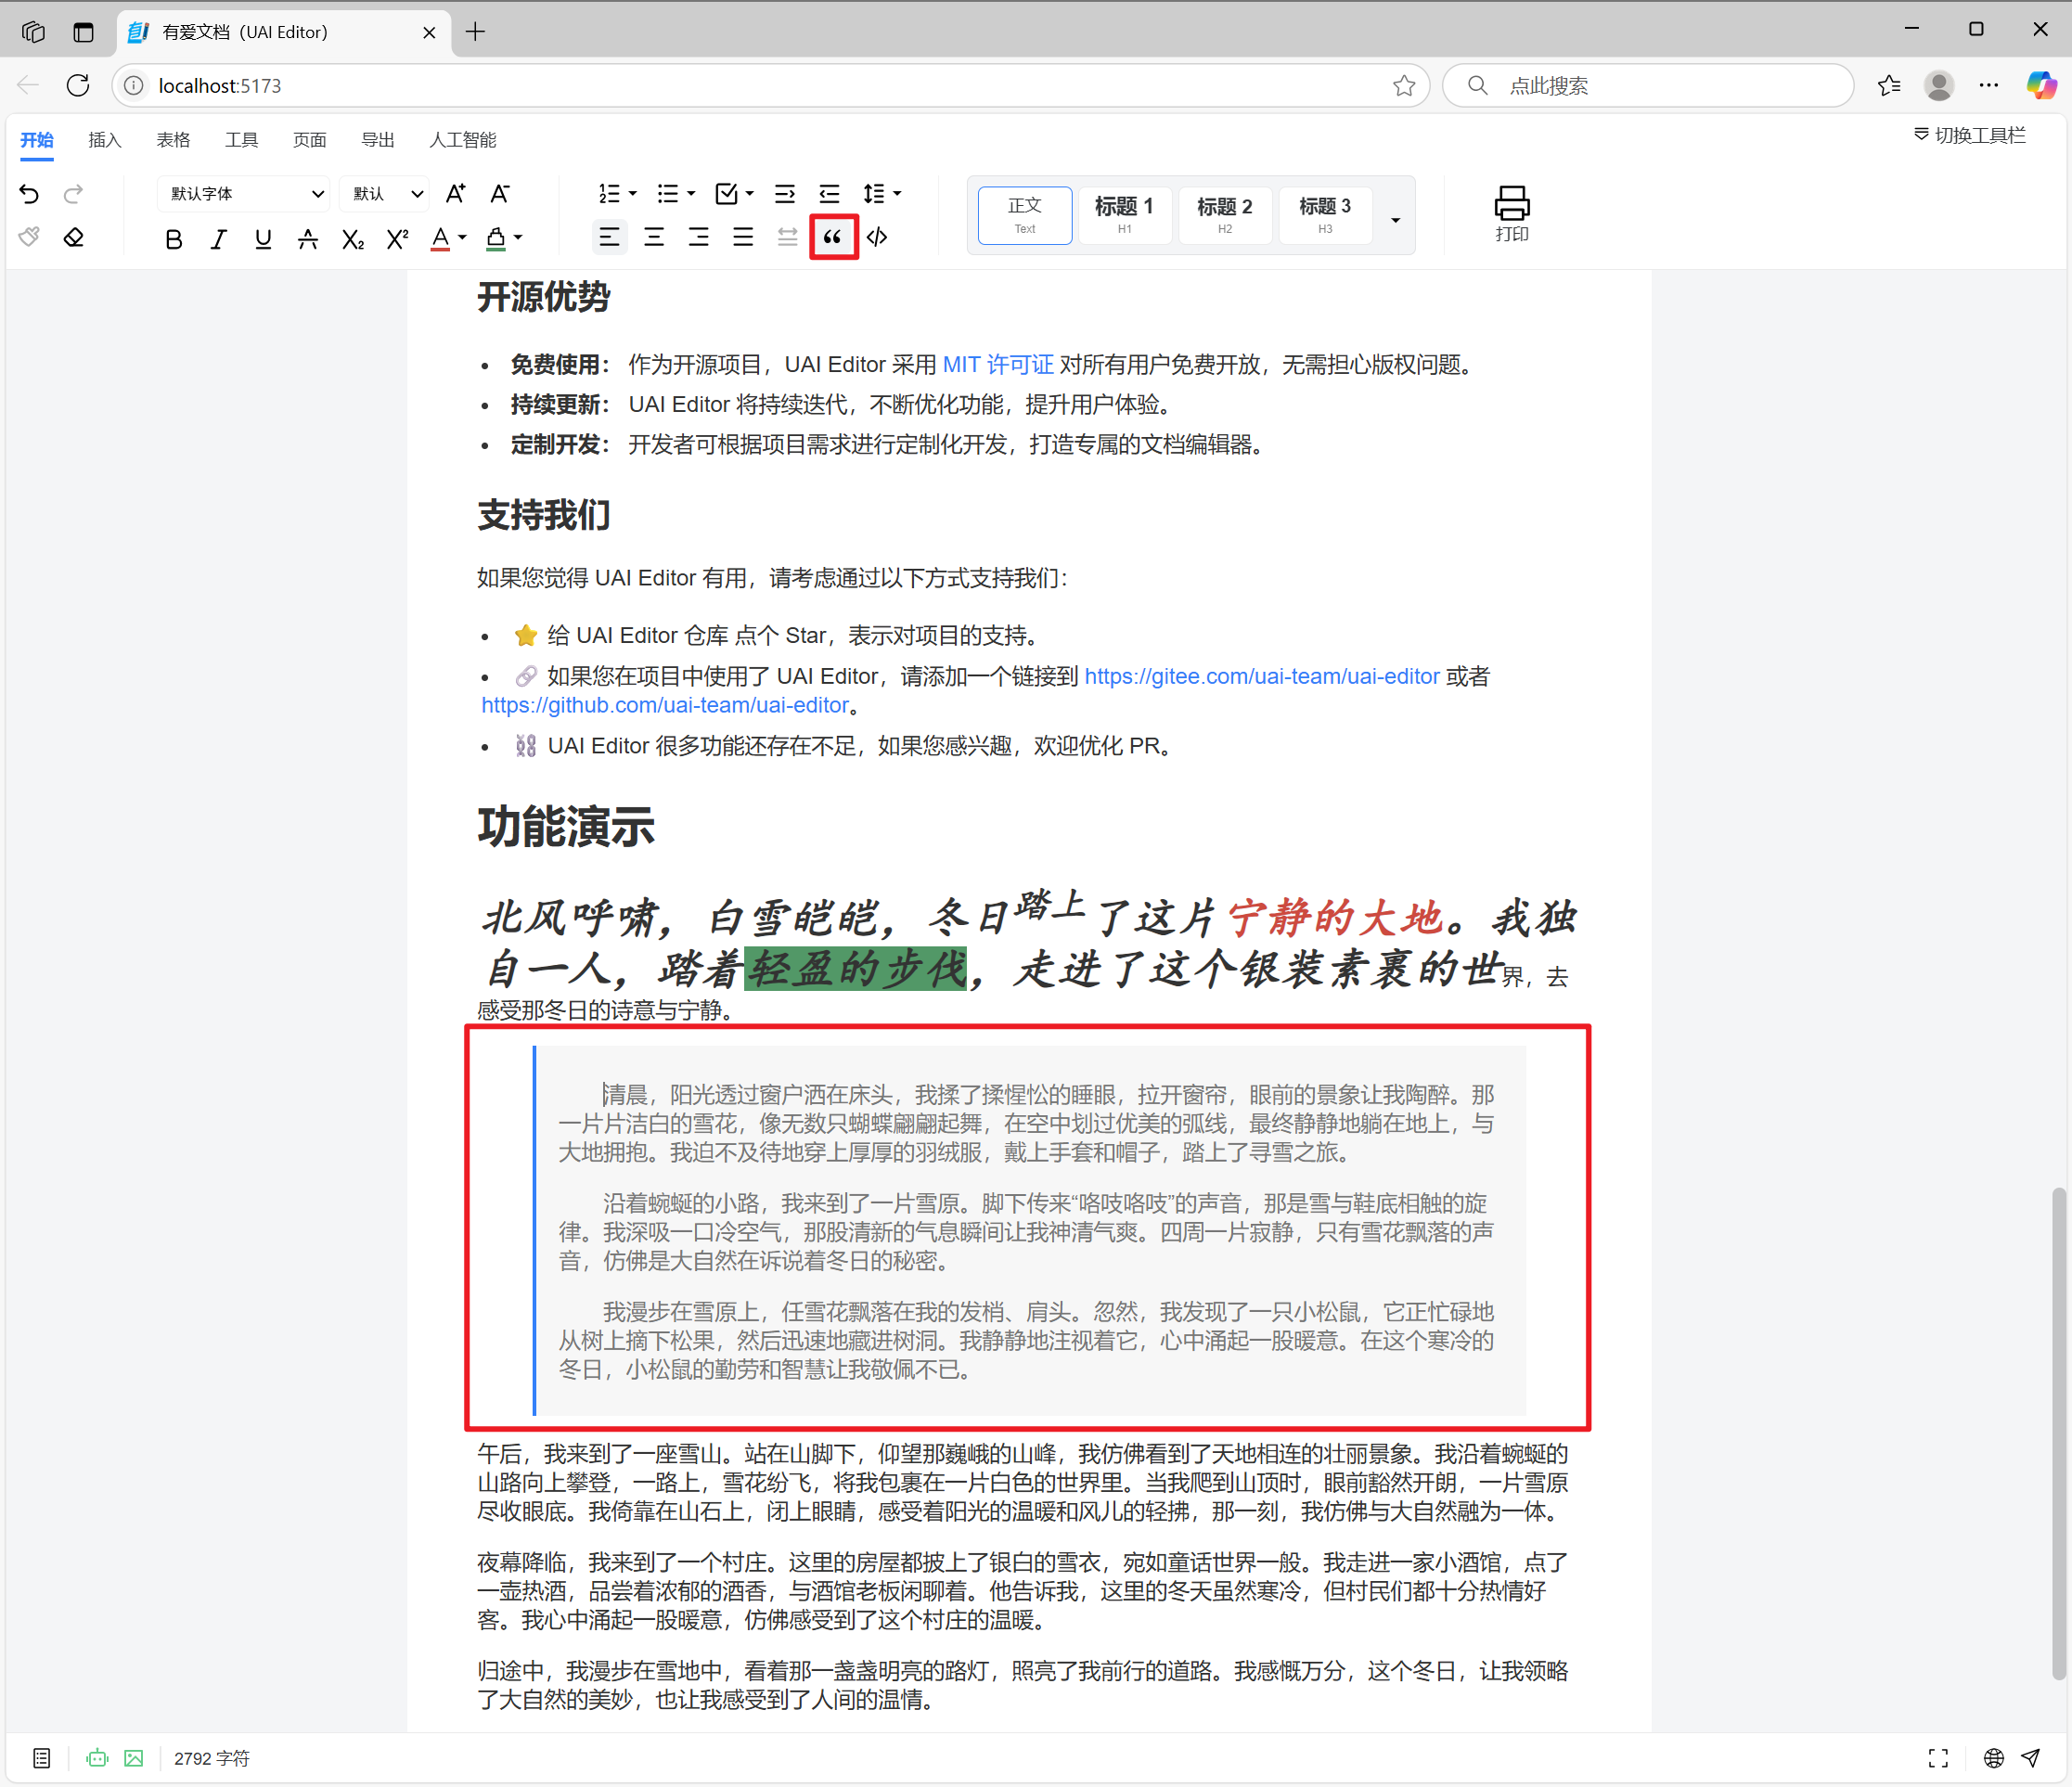 有爱文档（UAI Editor）
localhost:5173
点此搜索
开始 插入 表格 工具 页面 导出 人工智能
切换工具栏
默认字体 默认
正文
Text
标题 1
H1
标题 2
H2
标题 3
H3
打印
开源优势
• 免费使用： 作为开源项目，UAI Editor 采用 MIT 许可证 对所有用户免费开放，无需担心版权问题。
• 持续更新： UAI Editor 将持续迭代，不断优化功能，提升用户体验。
• 定制开发： 开发者可根据项目需求进行定制化开发，打造专属的文档编辑器。
支持我们
如果您觉得 UAI Editor 有用，请考虑通过以下方式支持我们：
• ⭐ 给 UAI Editor 仓库 点个 Star，表示对项目的支持。
• 🔗 如果您在项目中使用了 UAI Editor，请添加一个链接到 https://gitee.com/uai-team/uai-editor 或者
https://github.com/uai-team/uai-editor。
• ⛓ UAI Editor 很多功能还存在不足，如果您感兴趣，欢迎优化 PR。
功能演示
北风呼啸，白雪皑皑，冬日踏上了这片宁静的大地。我独
自一人，踏着轻盈的步伐，走进了这个银装素裹的世界，去
感受那冬日的诗意与宁静。
清晨，阳光透过窗户洒在床头，我揉了揉惺忪的睡眼，拉开窗帘，眼前的景象让我陶醉。那
一片片洁白的雪花，像无数只蝴蝶翩翩起舞，在空中划过优美的弧线，最终静静地躺在地上，与
大地拥抱。我迫不及待地穿上厚厚的羽绒服，戴上手套和帽子，踏上了寻雪之旅。
沿着蜿蜒的小路，我来到了一片雪原。脚下传来“咯吱咯吱”的声音，那是雪与鞋底相触的旋
律。我深吸一口冷空气，那股清新的气息瞬间让我神清气爽。四周一片寂静，只有雪花飘落的声
音，仿佛是大自然在诉说着冬日的秘密。
我漫步在雪原上，任雪花飘落在我的发梢、肩头。忽然，我发现了一只小松鼠，它正忙碌地
从树上摘下松果，然后迅速地藏进树洞。我静静地注视着它，心中涌起一股暖意。在这个寒冷的
冬日，小松鼠的勤劳和智慧让我敬佩不已。
午后，我来到了一座雪山。站在山脚下，仰望那巍峨的山峰，我仿佛看到了天地相连的壮丽景象。我沿着蜿蜒的
山路向上攀登，一路上，雪花纷飞，将我包裹在一片白色的世界里。当我爬到山顶时，眼前豁然开朗，一片雪原
尽收眼底。我倚靠在山石上，闭上眼睛，感受着阳光的温暖和风儿的轻拂，那一刻，我仿佛与大自然融为一体。
夜幕降临，我来到了一个村庄。这里的房屋都披上了银白的雪衣，宛如童话世界一般。我走进一家小酒馆，点了
一壶热酒，品尝着浓郁的酒香，与酒馆老板闲聊着。他告诉我，这里的冬天虽然寒冷，但村民们都十分热情好
客。我心中涌起一股暖意，仿佛感受到了这个村庄的温暖。
归途中，我漫步在雪地中，看着那一盏盏明亮的路灯，照亮了我前行的道路。我感慨万分，这个冬日，让我领略
了大自然的美妙，也让我感受到了人间的温情。
2792 字符